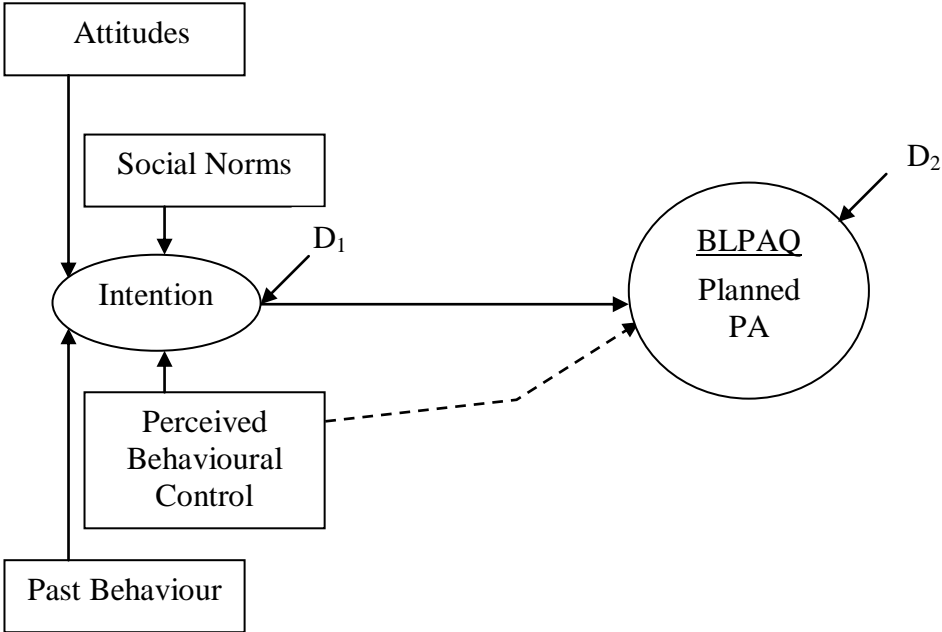 Attitudes
Social Norms
D₁
D₂
Intention
BLPAQ
Planned
PA
Perceived
Behavioural
Control
Past Behaviour